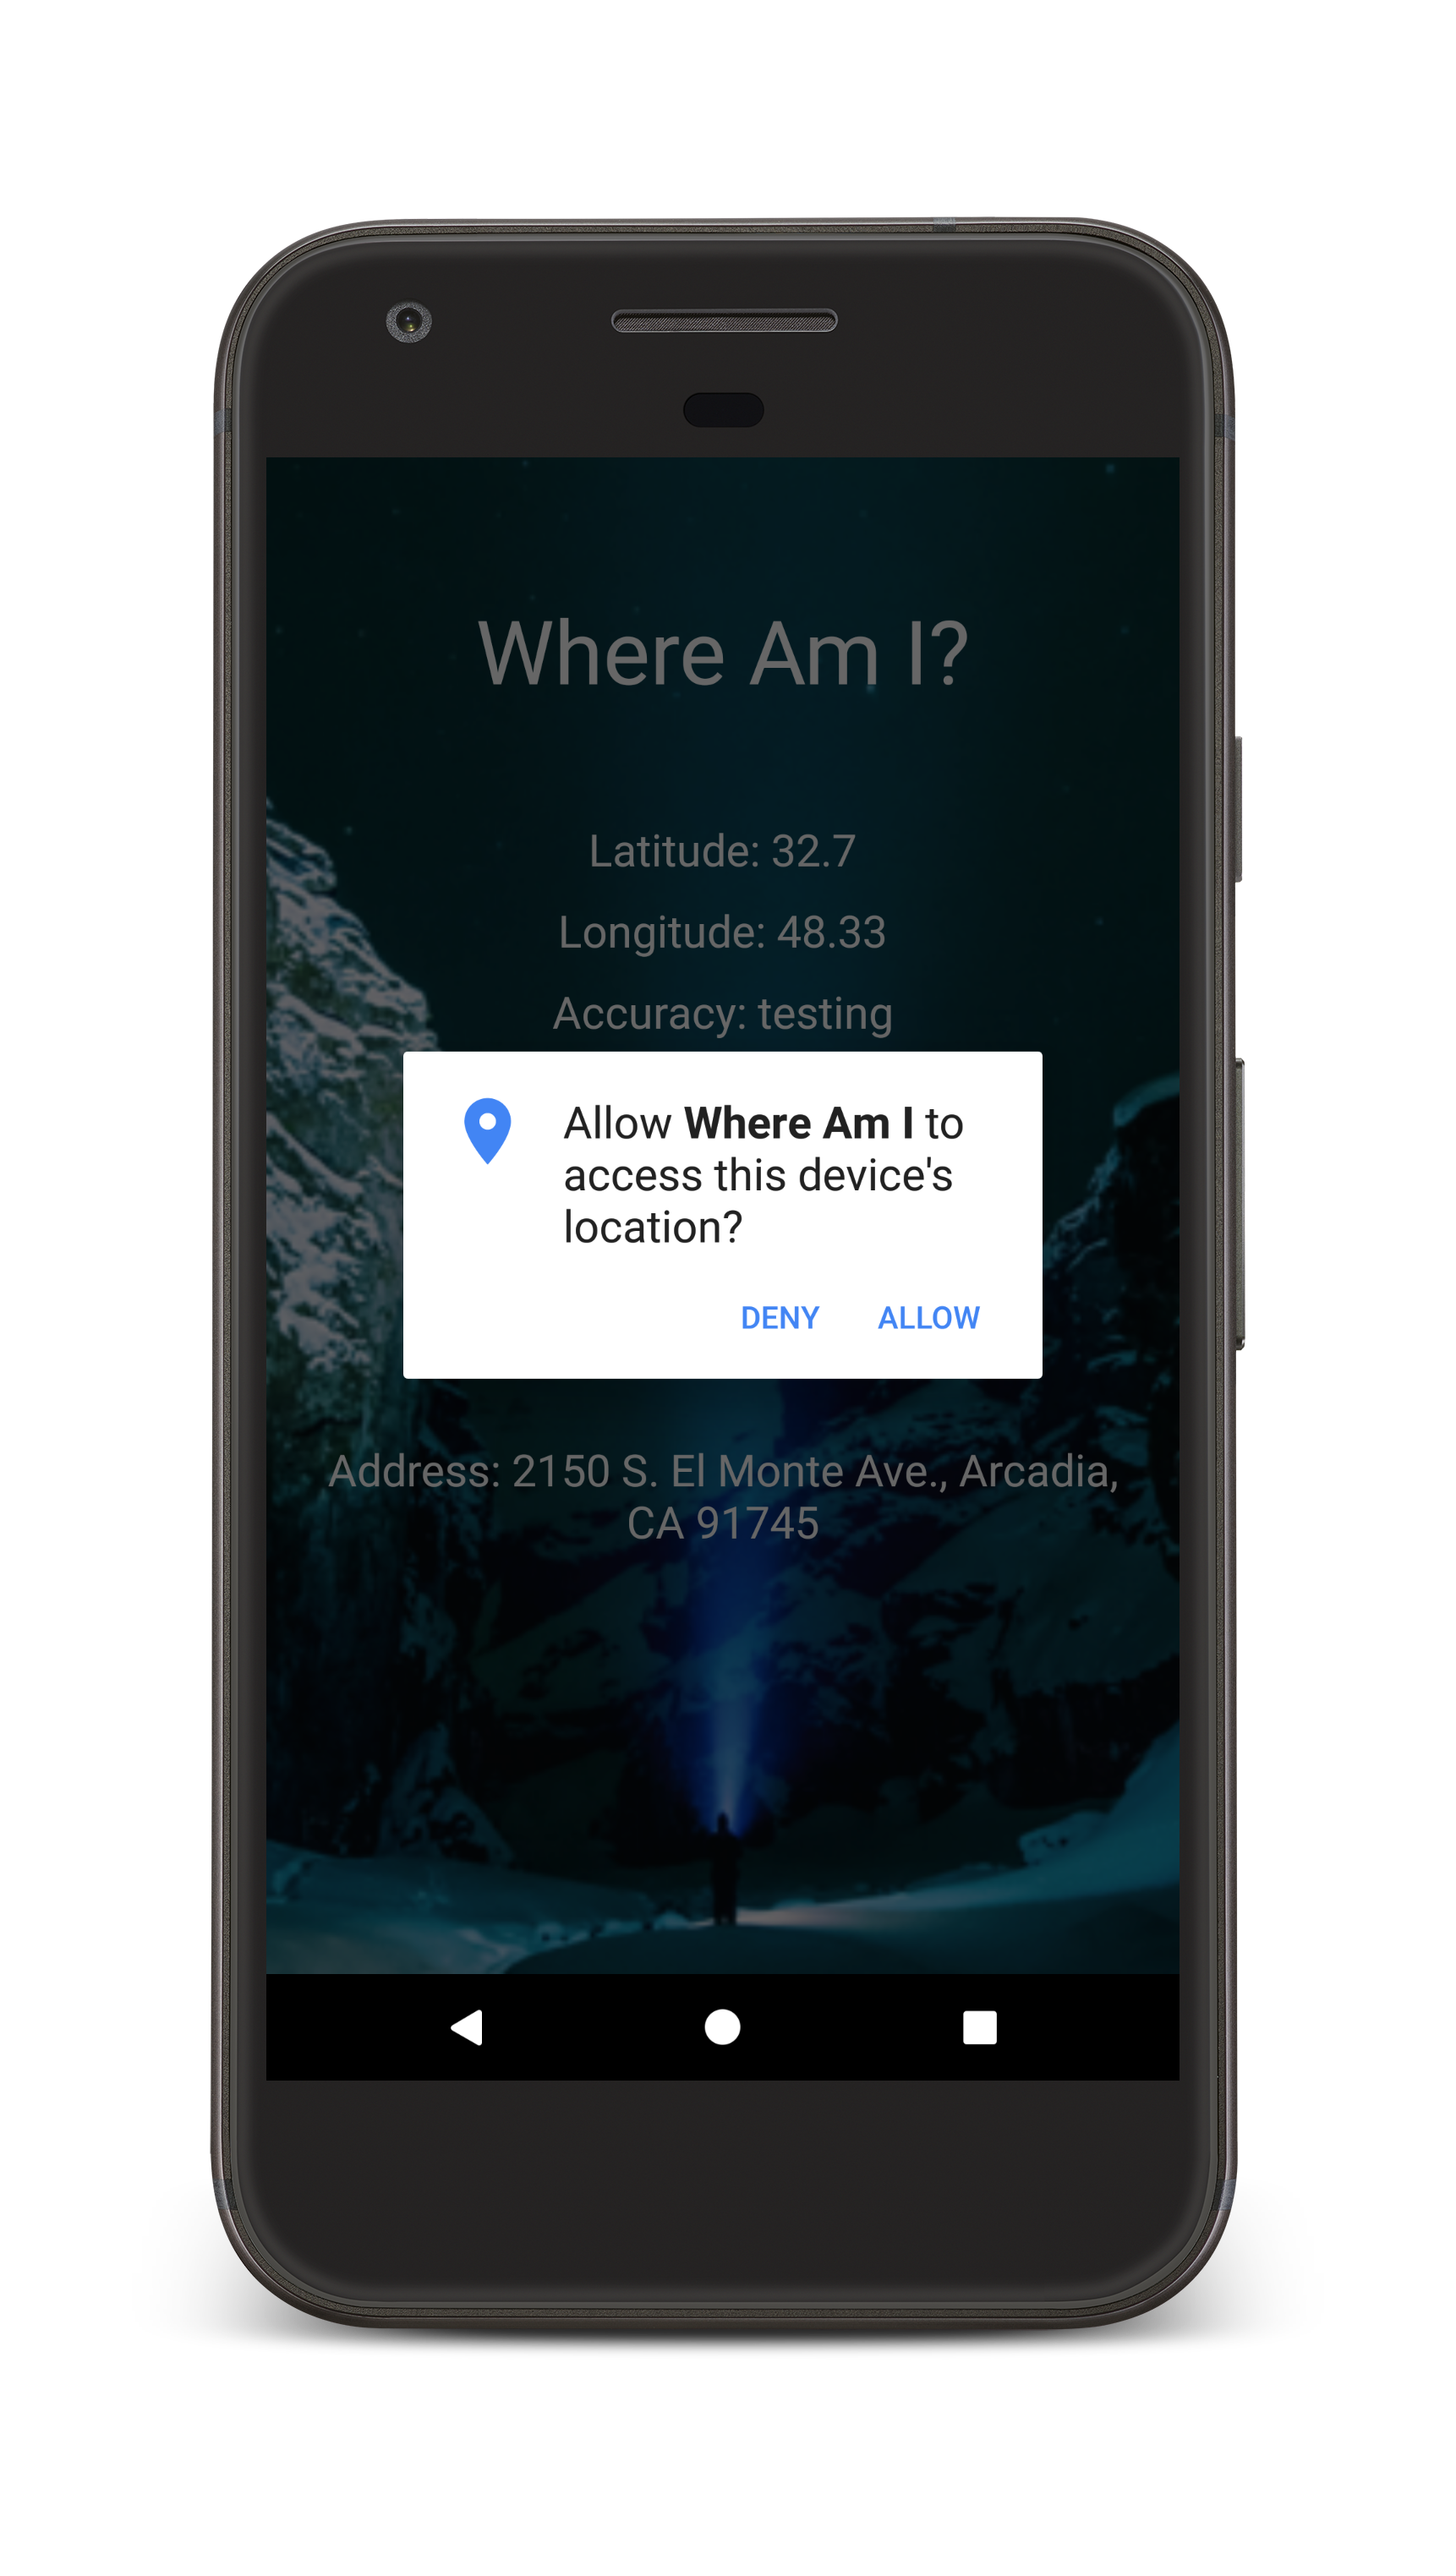 Where Am I?
Latitude: 32.7
Longitude: 48.33
Accuracy: testing
Allow Where Am I to
access this device's
location?
DENY ALLOW
Address: 2150 S. El Monte Ave., Arcadia,
CA 91745